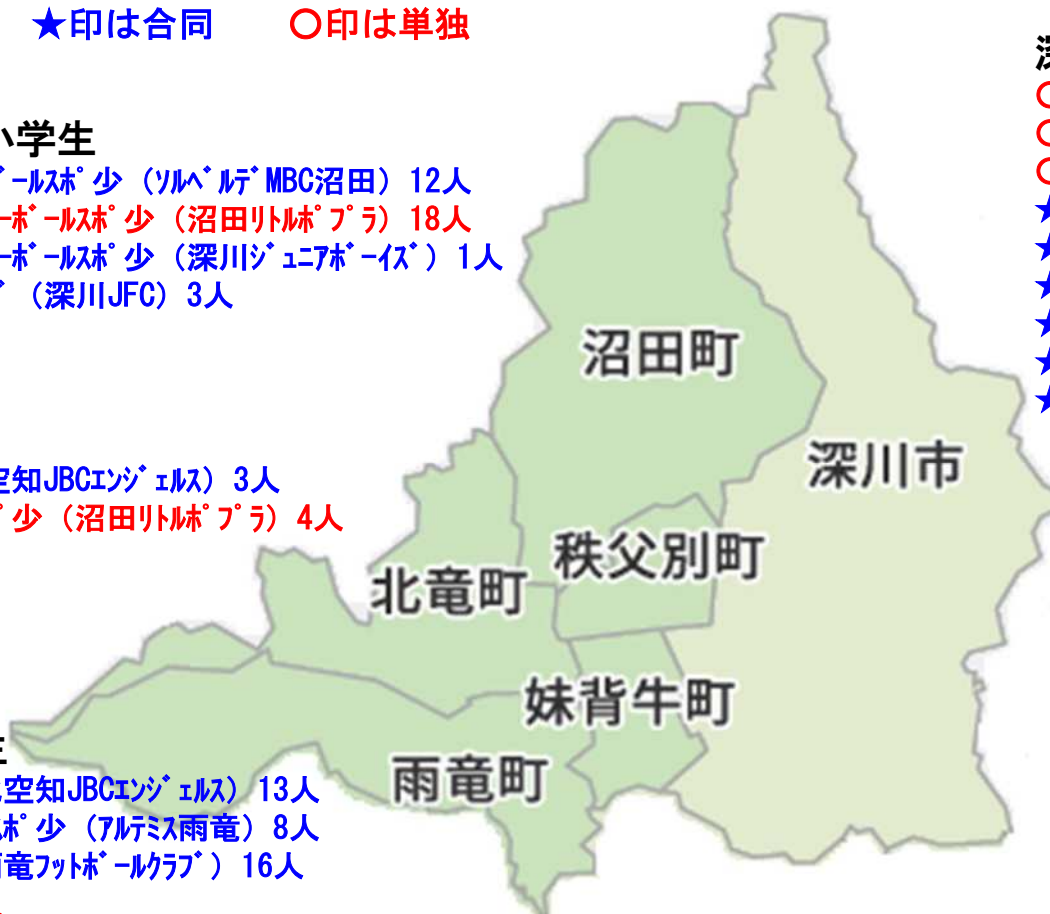 ★印は合同 〇印は単独
小学生
ﾞｰﾙｽﾎﾟ少（ｿﾙﾍﾞﾙﾃﾞMBC沼田）12人
ｰﾎﾞｰﾙｽﾎﾟ少（沼田ﾘﾄﾙﾎﾟﾌﾟﾗ）18人
ｰﾎﾞｰﾙｽﾎﾟ少（深川ｼﾞｭﾆｱﾎﾞｰｲｽﾞ）1人
ﾞ（深川JFC）3人
空知JBCｴﾝｼﾞｪﾙｽ）3人
ﾟ少（沼田ﾘﾄﾙﾎﾟﾌﾟﾗ）4人
生
北空知JBCｴﾝｼﾞｪﾙｽ）13人
ｽﾎﾟ少（ｱﾙﾃﾐｽ雨竜）8人
雨竜ﾌｯﾄﾎﾞｰﾙｸﾗﾌﾞ）16人
沼田町
深川市
秩父別町
北竜町
妹背牛町
雨竜町
深
〇
〇
〇
★
★
★
★
★
★